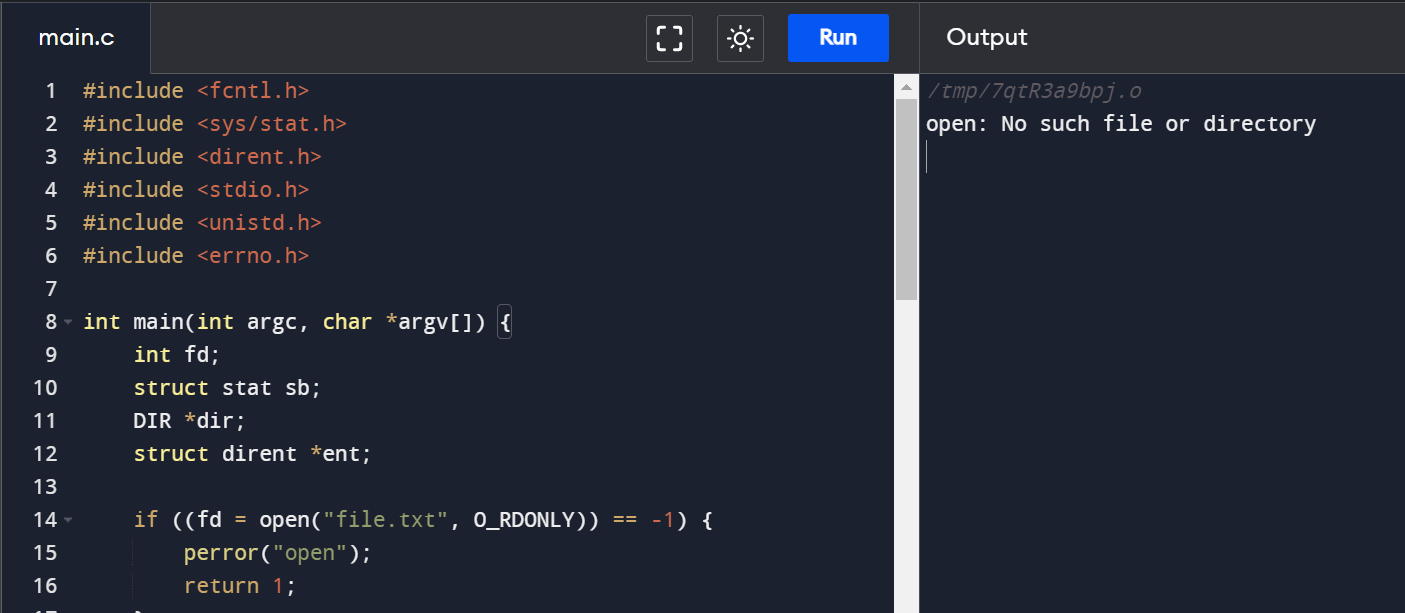 main.c
Run
Output
1 #include <fcntl.h>
2 #include <sys/stat.h>
3 #include <dirent.h>
4 #include <stdio.h>
5 #include <unistd.h>
6 #include <errno.h>
7
8 int main(int argc, char *argv[]) {
9     int fd;
10     struct stat sb;
11     DIR *dir;
12     struct dirent *ent;
13
14     if ((fd = open("file.txt", O_RDONLY)) == -1) {
15         perror("open");
16         return 1;
/tmp/7qtR3a9bpj.o
open: No such file or directory